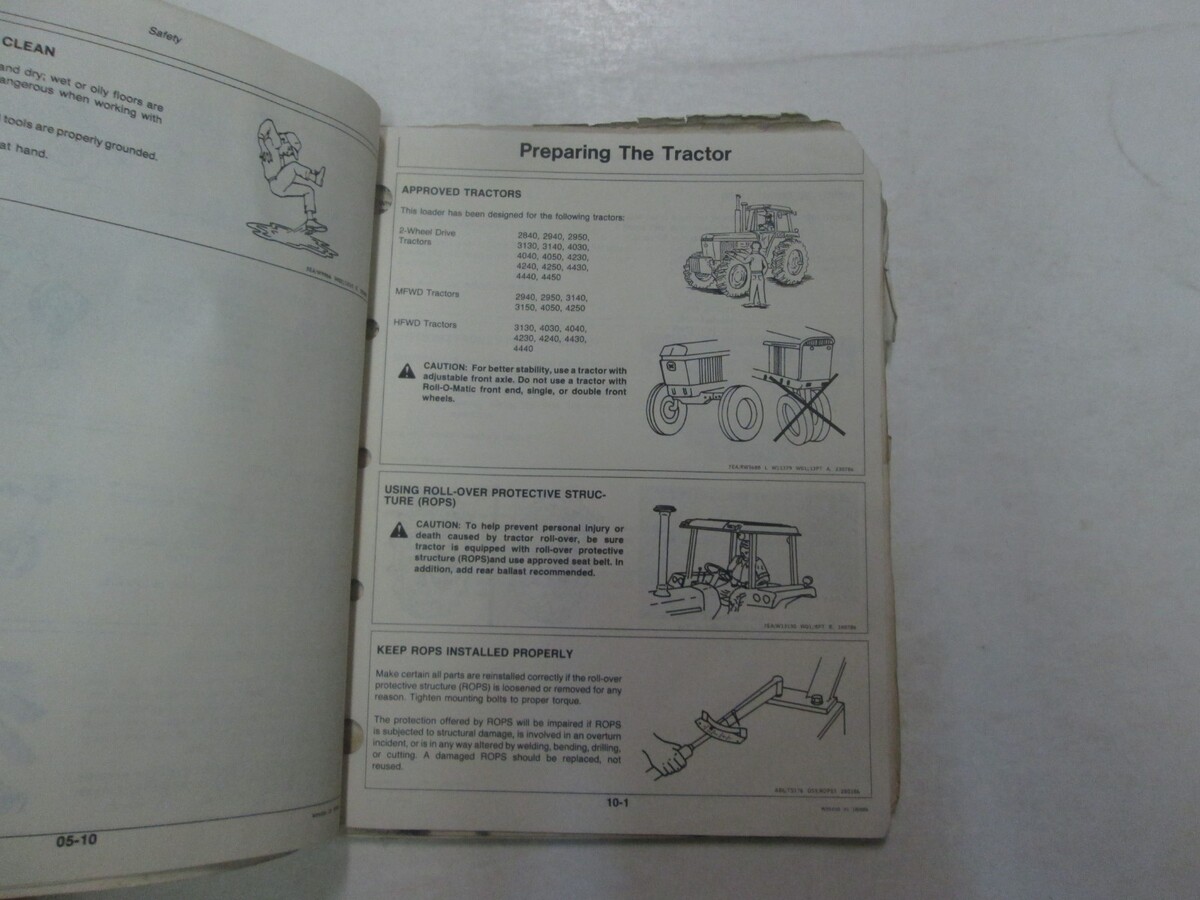 Safety
CLEAN
and dry; wet or oily floors are
angerous when working with
tools are properly grounded.
at hand.
05-10
Preparing The Tractor
APPROVED TRACTORS
This loader has been designed for the following tractors:
2-Wheel Drive
Tractors
2840, 2940, 2950,
3130, 3140, 4030,
4040, 4050, 4230,
4240, 4250, 4430,
4440, 4450
MFWD Tractors
2940, 2950, 3140,
3150, 4050, 4250
HFWD Tractors
3130, 4030, 4040,
4230, 4240, 4430,
4440
CAUTION: For better stability, use a tractor with
adjustable front axle. Do not use a tractor with
Roll-O-Matic front end, single, or double front
wheels.
USING ROLL-OVER PROTECTIVE STRUC-
TURE (ROPS)
CAUTION: To help prevent personal injury or
death caused by tractor roll-over, be sure
tractor is equipped with roll-over protective
structure (ROPS)and use approved seat belt. In
addition, add rear ballast recommended.
KEEP ROPS INSTALLED PROPERLY
Make certain all parts are reinstalled correctly if the roll-over
protective structure (ROPS) is loosened or removed for any
reason. Tighten mounting bolts to proper torque.
The protection offered by ROPS will be impaired if ROPS
is subjected to structural damage, is involved in an overturn
incident, or is in any way altered by welding, bending, drilling,
or cutting. A damaged ROPS should be replaced, not
reused.
10-1